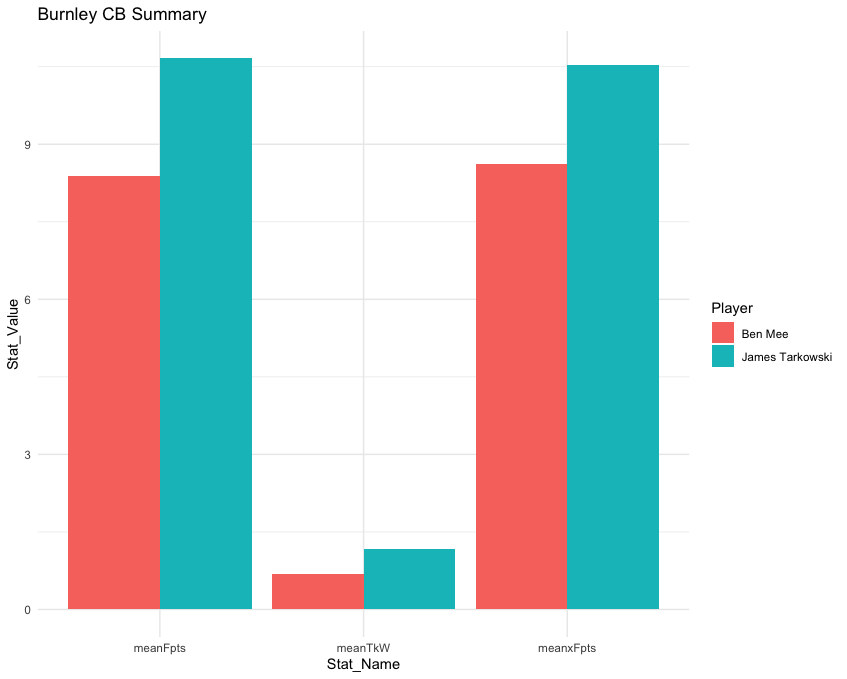 Burnley CB Summary
Stat_Value
9
6
3
0
meanFpts
meanTkW
meanxFpts
Stat_Name
Player
Ben Mee
James Tarkowski